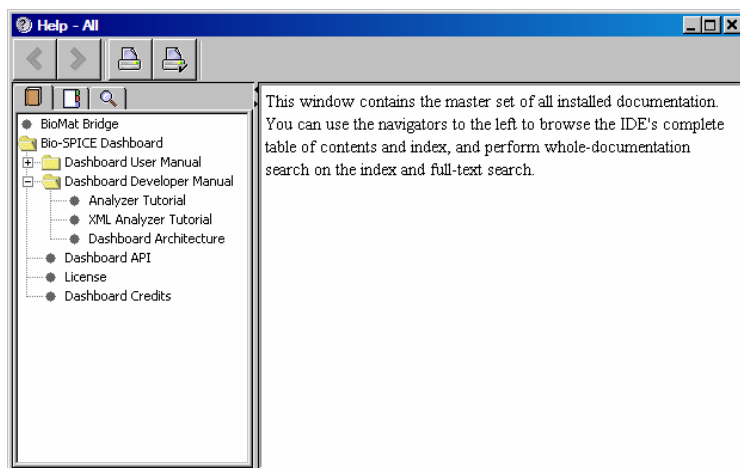 Help - All
BioMat Bridge
Bio-SPICE Dashboard
Dashboard User Manual
Dashboard Developer Manual
Analyzer Tutorial
XML Analyzer Tutorial
Dashboard Architecture
Dashboard API
License
Dashboard Credits
This window contains the master set of all installed documentation.
You can use the navigators to the left to browse the IDE's complete
table of contents and index, and perform whole-documentation
search on the index and full-text search.